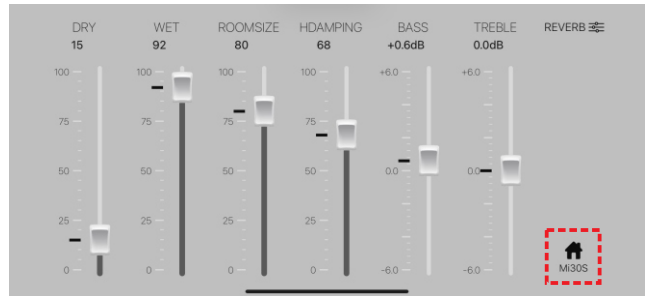 DRY WET ROOMSIZE HDAMPING BASS TREBLE REVERB
15 92 80 68 +0.6dB 0.0dB
100 100 100 100 +6.0 +6.0
75 75 75 75
50 50 50 50 0.0 0.0
25 25 25 25
0 0 0 0 -6.0 -6.0
Mi30S